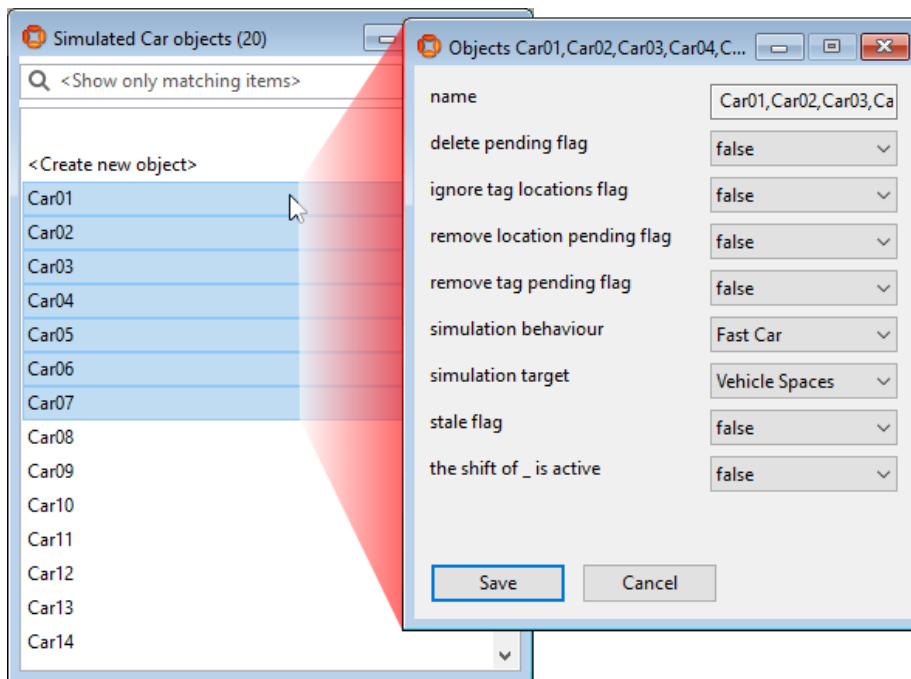 Simulated Car objects (20)
<Show only matching items>
<Create new object>
Car01
Car02
Car03
Car04
Car05
Car06
Car07
Car08
Car09
Car10
Car11
Car12
Car13
Car14
Objects Car01,Car02,Car03,Car04,C...
name Car01,Car02,Car03,Ca
delete pending flag false
ignore tag locations flag false
remove location pending flag false
remove tag pending flag false
simulation behaviour Fast Car
simulation target Vehicle Spaces
stale flag false
the shift of _ is active false
Save Cancel